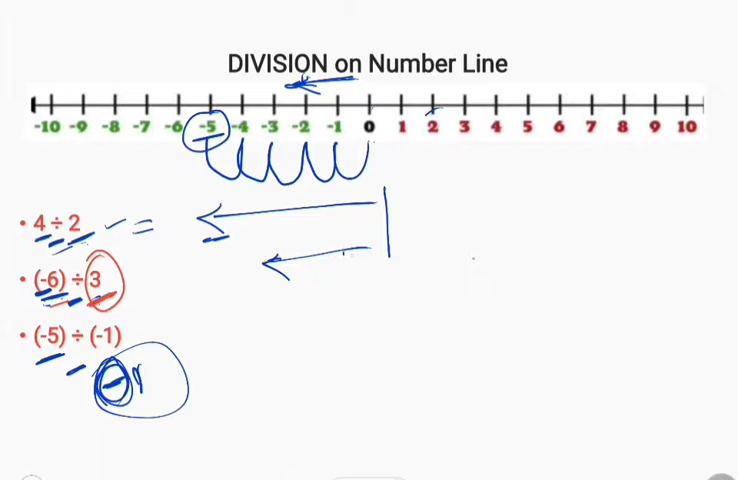 DIVISION on Number Line
-10 -9 -8 -7 -6 -5 -4 -3 -2 -1 0 1 2 3 4 5 6 7 8 9 10
• 4 ÷ 2 =
• (-6) ÷ 3
• (-5) ÷ (-1)